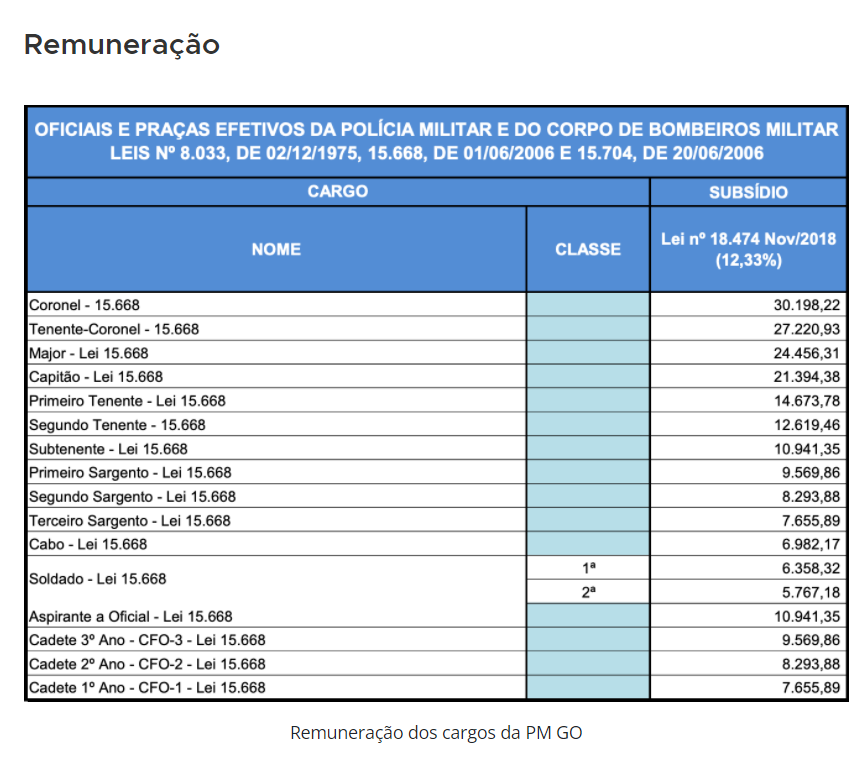 Remuneração
OFICIAIS E PRAÇAS EFETIVOS DA POLÍCIA MILITAR E DO CORPO DE BOMBEIROS MILITAR
LEIS Nº 8.033, DE 02/12/1975, 15.668, DE 01/06/2006 E 15.704, DE 20/06/2006
CARGO SUBSÍDIO
NOME CLASSE Lei nº 18.474 Nov/2018
(12,33%)
Coronel - 15.668 30.198,22
Tenente-Coronel - 15.668 27.220,93
Major - Lei 15.668 24.456,31
Capitão - Lei 15.668 21.394,38
Primeiro Tenente - Lei 15.668 14.673,78
Segundo Tenente - 15.668 12.619,46
Subtenente - Lei 15.668 10.941,35
Primeiro Sargento - Lei 15.668 9.569,86
Segundo Sargento - Lei 15.668 8.293,88
Terceiro Sargento - Lei 15.668 7.655,89
Cabo - Lei 15.668 6.982,17
Soldado - Lei 15.668 1ª 6.358,32
2ª 5.767,18
Aspirante a Oficial - Lei 15.668 10.941,35
Cadete 3º Ano - CFO-3 - Lei 15.668 9.569,86
Cadete 2º Ano - CFO-2 - Lei 15.668 8.293,88
Cadete 1º Ano - CFO-1 - Lei 15.668 7.655,89
Remuneração dos cargos da PM GO